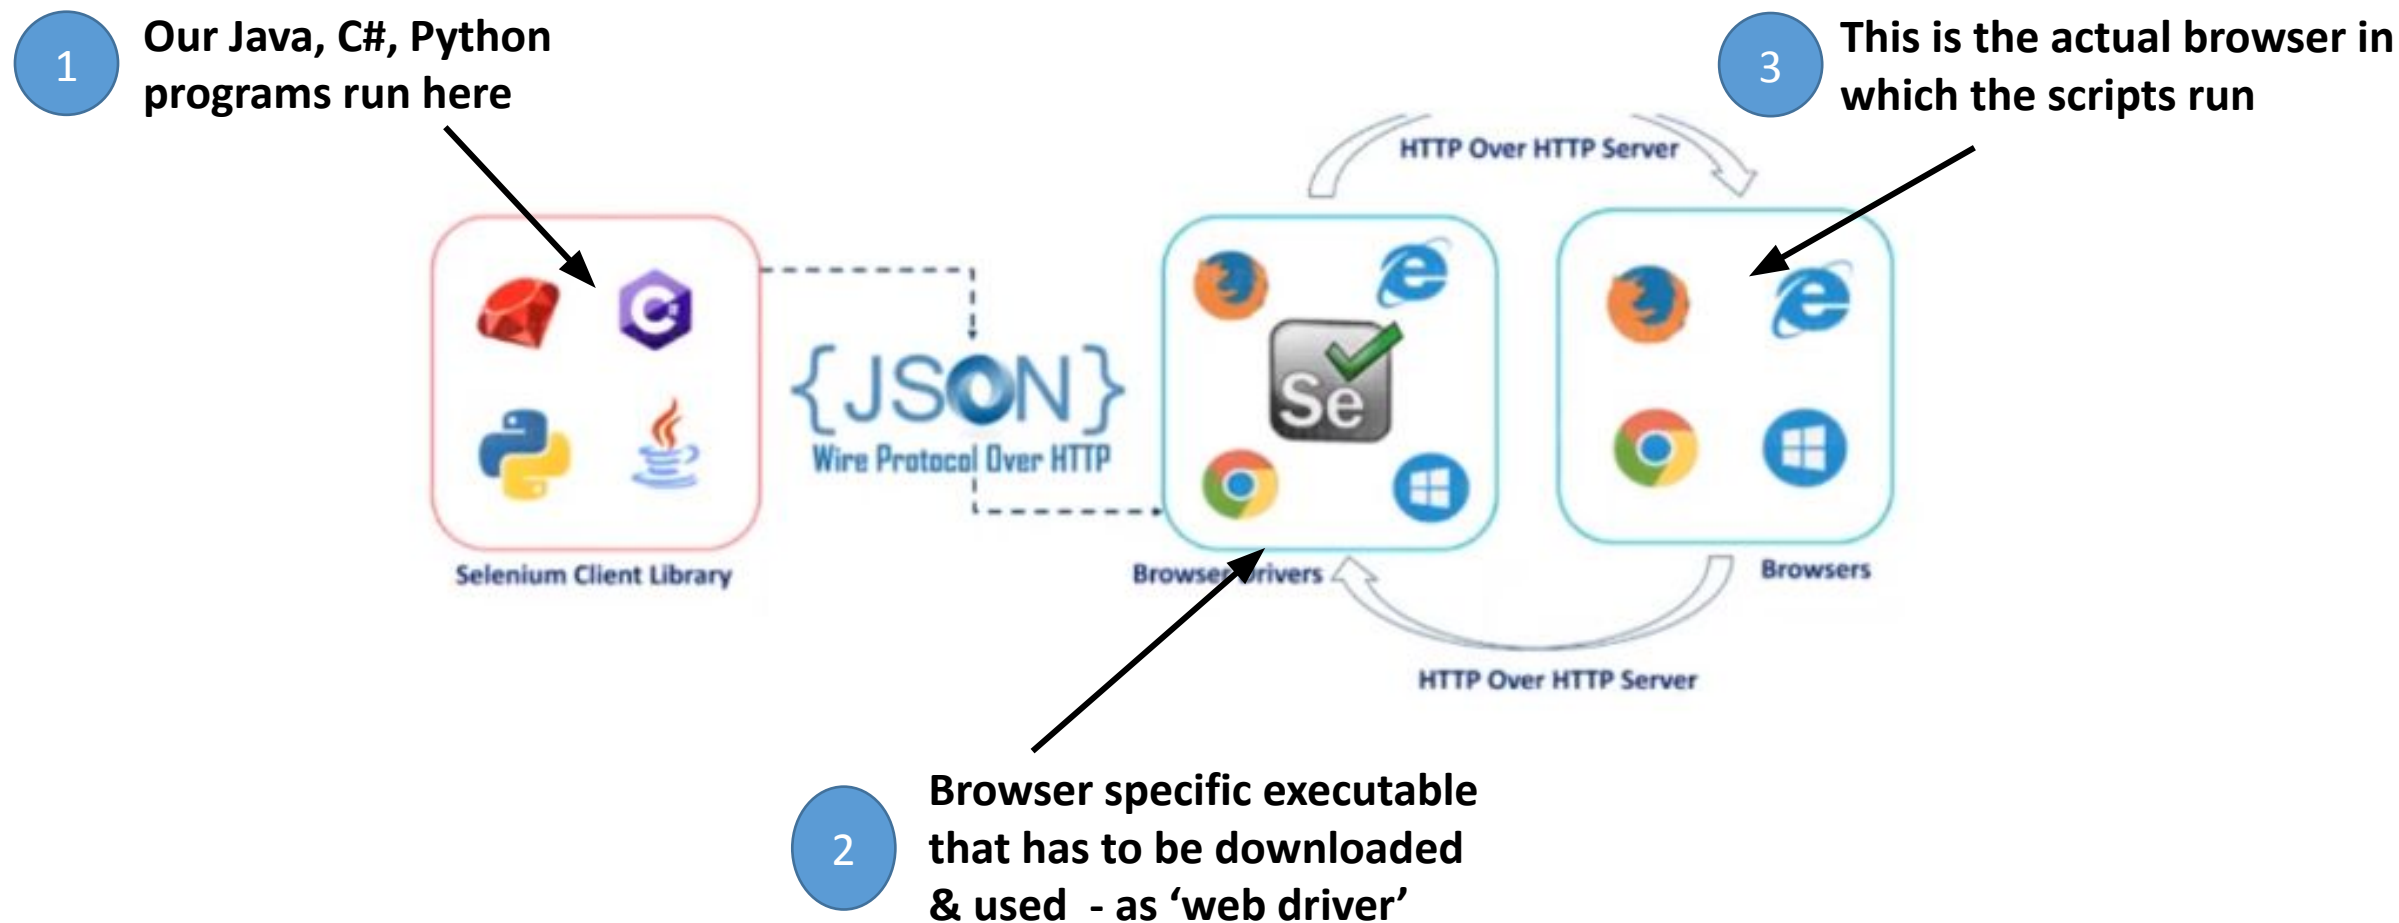 1
Our Java, C#, Python
programs run here
3
This is the actual browser in
which the scripts run
HTTP Over HTTP Server
{JSON}
Wire Protocol Over HTTP
Se
Selenium Client Library
Browser Drivers
Browsers
HTTP Over HTTP Server
2
Browser specific executable
that has to be downloaded
& used - as ‘web driver’